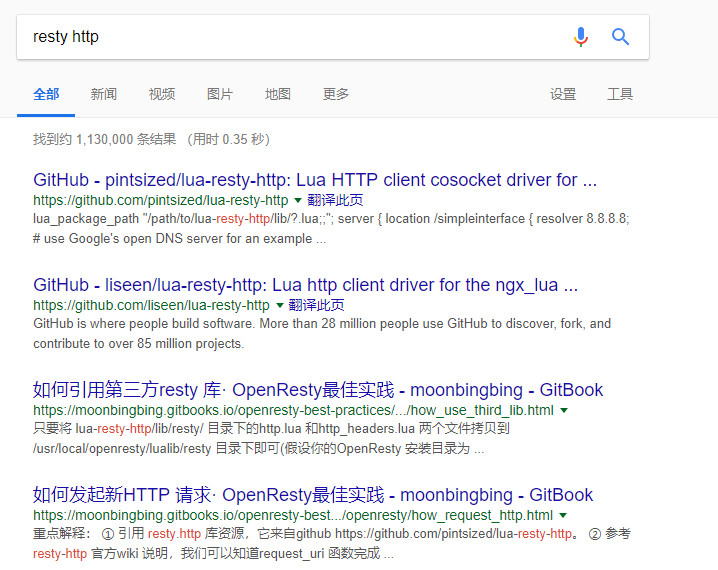 resty http
全部 新闻 视频 图片 地图 更多 设置 工具
找到约 1,130,000 条结果 （用时 0.35 秒）
GitHub - pintsized/lua-resty-http: Lua HTTP client cosocket driver for ...
https://github.com/pintsized/lua-resty-http 翻译此页
lua_package_path "/path/to/lua-resty-http/lib/?.lua;;"; server { location /simpleinterface { resolver 8.8.8.8;
# use Google's open DNS server for an example ...
GitHub - liseen/lua-resty-http: Lua http client driver for the ngx_lua ...
https://github.com/liseen/lua-resty-http 翻译此页
GitHub is where people build software. More than 28 million people use GitHub to discover, fork, and
contribute to over 85 million projects.
如何引用第三方resty 库· OpenResty最佳实践 - moonbingbing - GitBook
https://moonbingbing.gitbooks.io/openresty-best-practices/.../how_use_third_lib.html
只要将 lua-resty-http/lib/resty/ 目录下的http.lua 和http_headers.lua 两个文件拷贝到
/usr/local/openresty/lualib/resty 目录下即可(假设你的OpenResty 安装目录为 ...
如何发起新HTTP 请求· OpenResty最佳实践 - moonbingbing - GitBook
https://moonbingbing.gitbooks.io/openresty-best.../openresty/how_request_http.html
重点解释： ① 引用 resty.http 库资源，它来自github https://github.com/pintsized/lua-resty-http。 ② 参考
resty-http 官方wiki 说明，我们可以知道request_uri 函数完成 ...